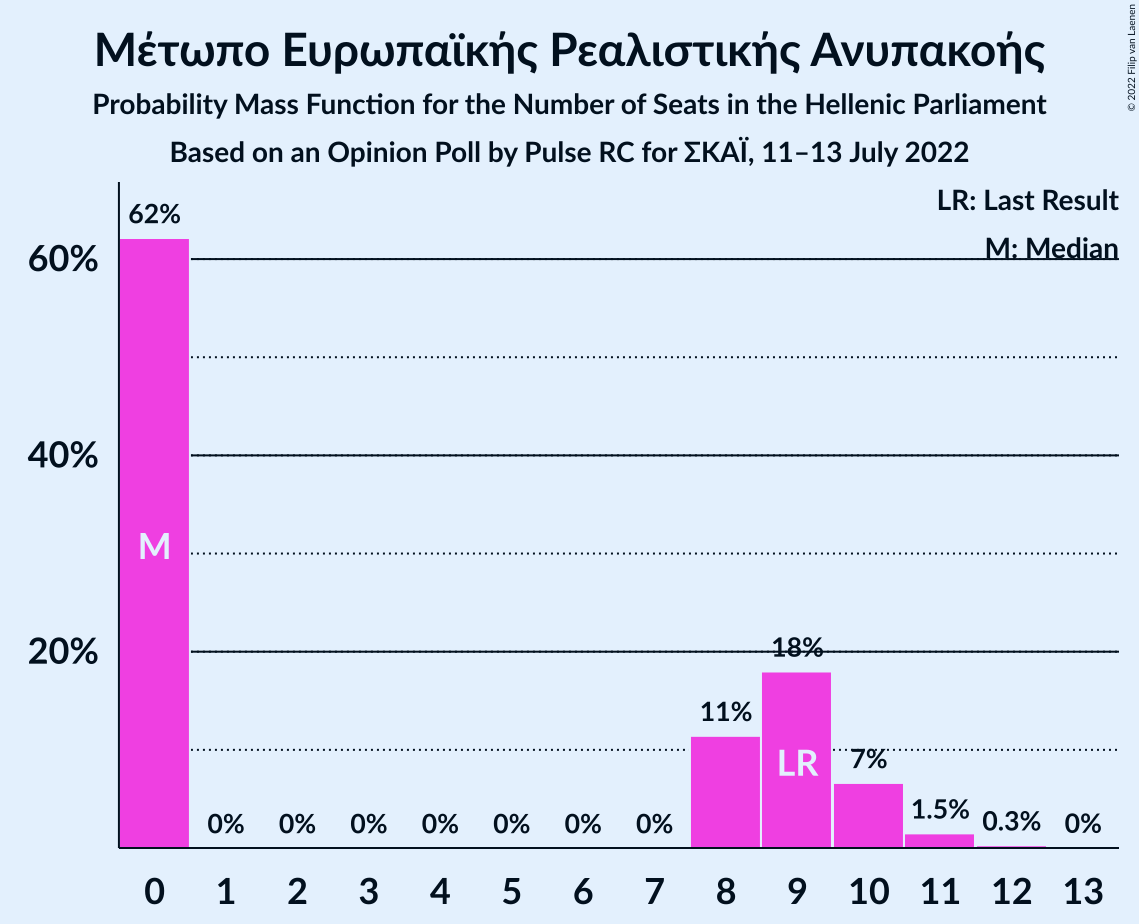 Μέτωπο Ευρωπαϊκής Ρεαλιστικής Ανυπακοής
Probability Mass Function for the Number of Seats in the Hellenic Parliament
Based on an Opinion Poll by Pulse RC for ΣΚΑΪ, 11–13 July 2022
© 2022 Filip van Laenen
LR: Last Result
M: Median
62%
60%
M
40%
20%
18%
11%
LR
7%
1.5%
0.3%
0% 0% 0% 0% 0% 0% 0% 0%
0 1 2 3 4 5 6 7 8 9 10 11 12 13